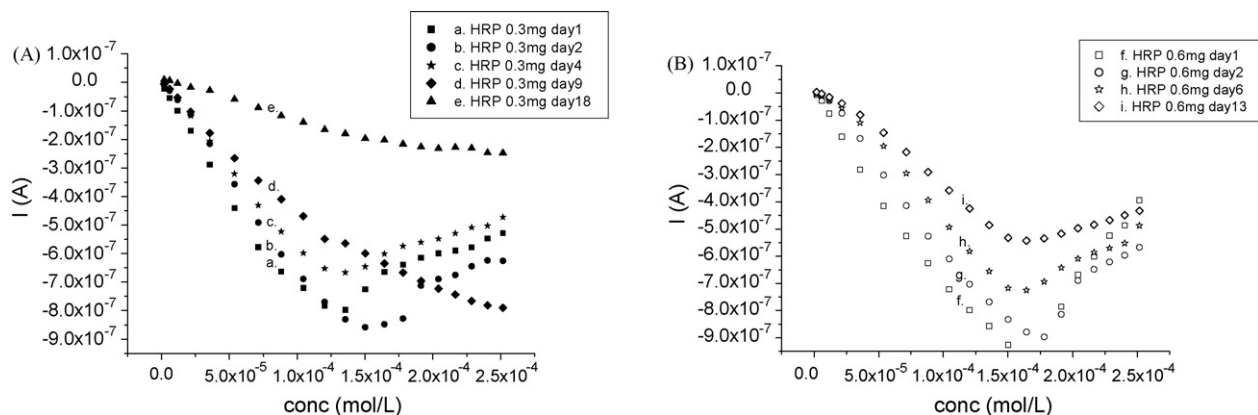 (A)
a. HRP 0.3mg day1
b. HRP 0.3mg day2
c. HRP 0.3mg day4
d. HRP 0.3mg day9
e. HRP 0.3mg day18
1.0x10⁻⁷
0.0
-1.0x10⁻⁷
-2.0x10⁻⁷
-3.0x10⁻⁷
-4.0x10⁻⁷
-5.0x10⁻⁷
-6.0x10⁻⁷
-7.0x10⁻⁷
-8.0x10⁻⁷
-9.0x10⁻⁷
I (A)
e.
d.
c.
b.
a.
0.0 5.0x10⁻⁵ 1.0x10⁻⁴ 1.5x10⁻⁴ 2.0x10⁻⁴ 2.5x10⁻⁴
conc (mol/L)
(B)
f. HRP 0.6mg day1
g. HRP 0.6mg day2
h. HRP 0.6mg day6
i. HRP 0.6mg day13
1.0x10⁻⁷
0.0
-1.0x10⁻⁷
-2.0x10⁻⁷
-3.0x10⁻⁷
-4.0x10⁻⁷
-5.0x10⁻⁷
-6.0x10⁻⁷
-7.0x10⁻⁷
-8.0x10⁻⁷
-9.0x10⁻⁷
I (A)
i.
h.
g.
f.
0.0 5.0x10⁻⁵ 1.0x10⁻⁴ 1.5x10⁻⁴ 2.0x10⁻⁴ 2.5x10⁻⁴
conc (mol/L)